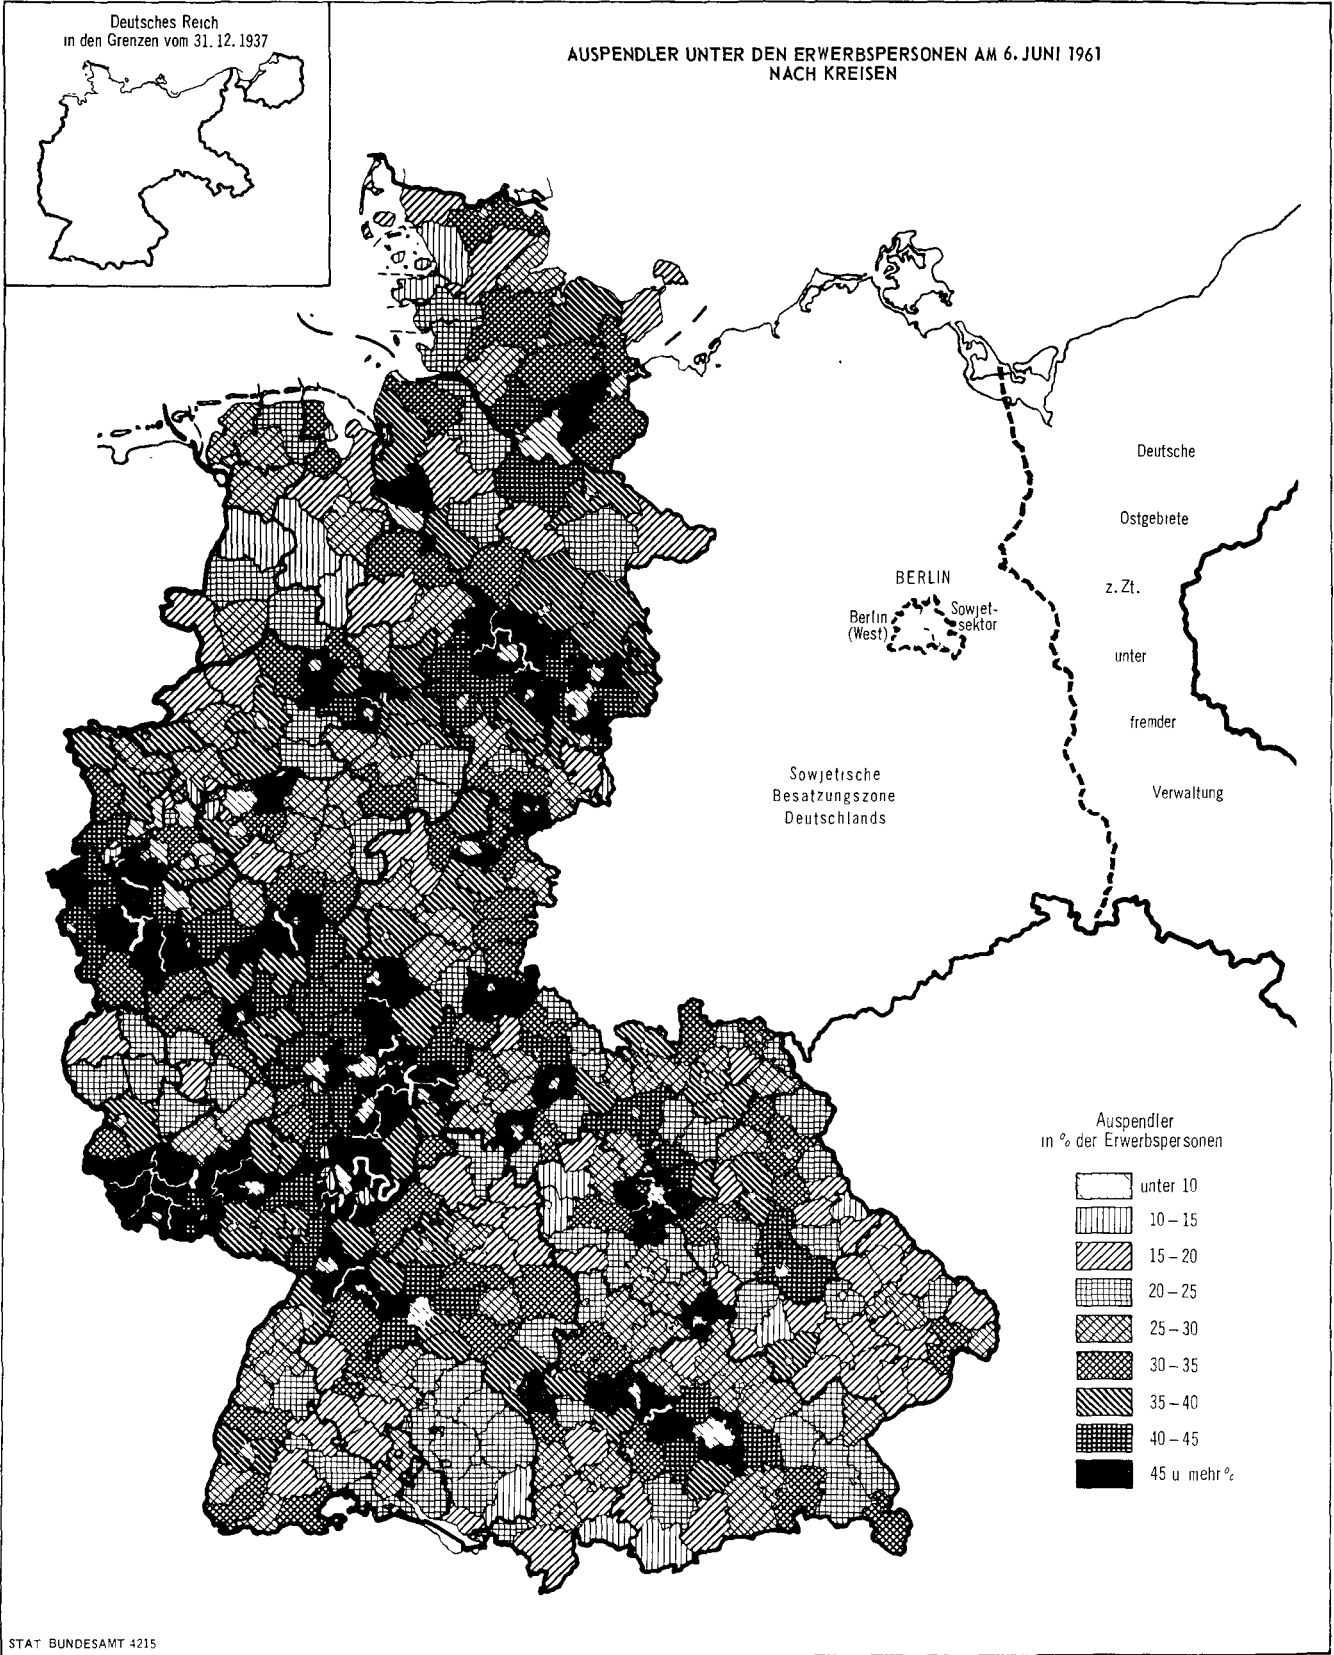 Deutsches Reich
in den Grenzen vom 31.12.1937
AUSPENDLER UNTER DEN ERWERBSPERSONEN AM 6. JUNI 1961
NACH KREISEN
Deutsche
Ostgebiete
z. Zt.
unter
fremder
Verwaltung
BERLIN
Berlin
(West)
Sowjet-
sektor
Sowjetische
Besatzungszone
Deutschlands
Auspendler
in % der Erwerbspersonen
unter 10
10 – 15
15 – 20
20 – 25
25 – 30
30 – 35
35 – 40
40 – 45
45 u mehr %
STAT BUNDESAMT 4215